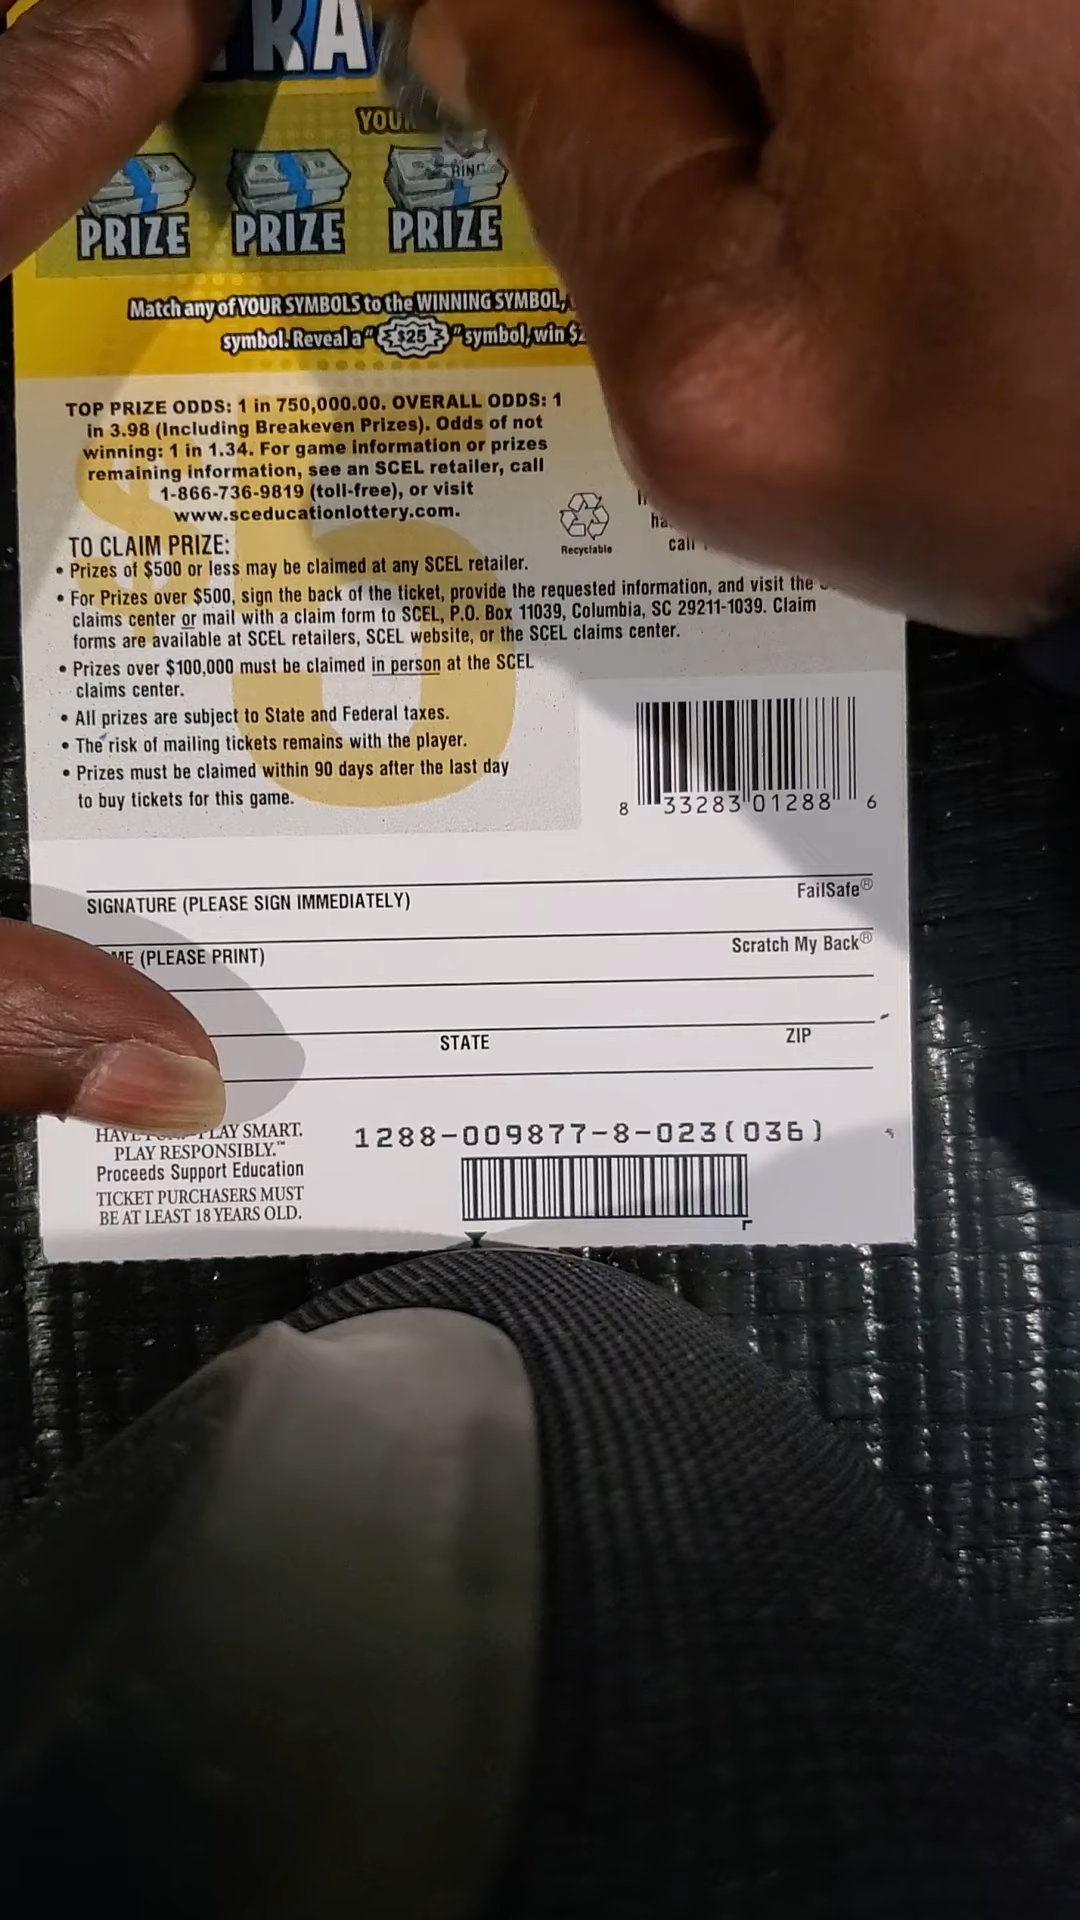 RA
PRIZE PRIZE PRIZE
Match any of YOUR SYMBOLS to the WINNING SYMBOL,
symbol. Reveal a "$25" symbol, win
TOP PRIZE ODDS: 1 in 750,000.00. OVERALL ODDS: 1
in 3.98 (Including Breakeven Prizes). Odds of not
winning: 1 in 1.34. For game information or prizes
remaining information, see an SCEL retailer, call
1-866-736-9819 (toll-free), or visit
www.sceducationlottery.com.
Recyclable
call
TO CLAIM PRIZE:
• Prizes of $500 or less may be claimed at any SCEL retailer.
• For Prizes over $500, sign the back of the ticket, provide the requested information, and visit the
claims center or mail with a claim form to SCEL, P.O. Box 11039, Columbia, SC 29211-1039. Claim
forms are available at SCEL retailers, SCEL website, or the SCEL claims center.
• Prizes over $100,000 must be claimed in person at the SCEL
claims center.
• All prizes are subject to State and Federal taxes.
• The risk of mailing tickets remains with the player.
• Prizes must be claimed within 90 days after the last day
to buy tickets for this game.
8 33283 01288 6
SIGNATURE (PLEASE SIGN IMMEDIATELY) FailSafe®
(PLEASE PRINT) Scratch My Back®
STATE ZIP
PLAY SMART.
PLAY RESPONSIBLY.™
Proceeds Support Education
TICKET PURCHASERS MUST
BE AT LEAST 18 YEARS OLD.
1288-009877-8-023(036)